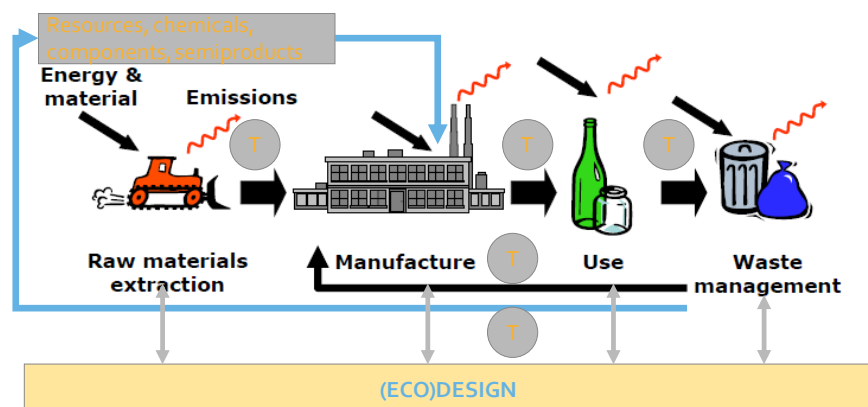 Resources, chemicals,
components, semiproducts
Energy &
material
Emissions
T
T
T
Raw materials
extraction
Manufacture
T
Use
Waste
management
T
(ECO)DESIGN